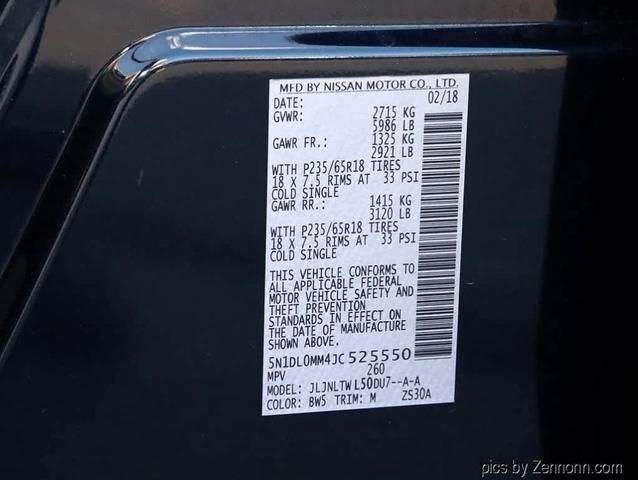 MFD BY NISSAN MOTOR CO., LTD.
DATE: 02/18
GVWR: 2715 KG
5986 LB
GAWR FR.: 1325 KG
2921 LB
WITH P235/65R18 TIRES
18 X 7.5 RIMS AT 33 PSI
COLD SINGLE
GAWR RR.: 1415 KG
3120 LB
WITH P235/65R18 TIRES
18 X 7.5 RIMS AT 33 PSI
COLD SINGLE
THIS VEHICLE CONFORMS TO
ALL APPLICABLE FEDERAL
MOTOR VEHICLE SAFETY AND
THEFT PREVENTION
STANDARDS IN EFFECT ON
THE DATE OF MANUFACTURE
SHOWN ABOVE.
5N1DL0MM4JC525550
MPV 260
MODEL: JLJNLTWL50DU7--A-A
COLOR: BW5 TRIM: M ZS30A
pics by Zennonn.com